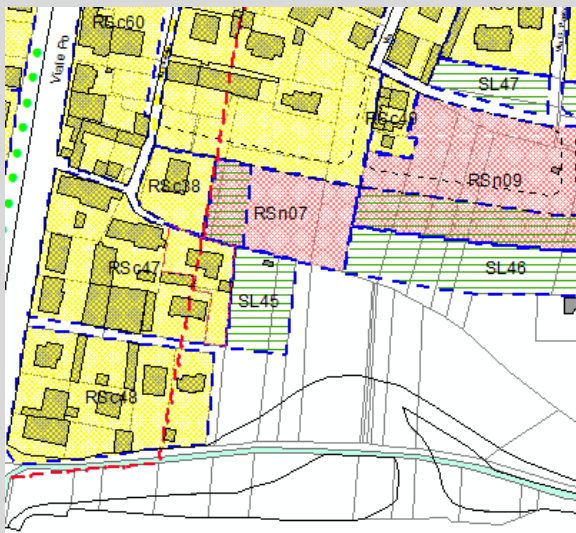 RSc60
Viale Po
SL47
RSc49
RSn09
RSc38
RSn07
RSc47
SL46
SL45
RSc48